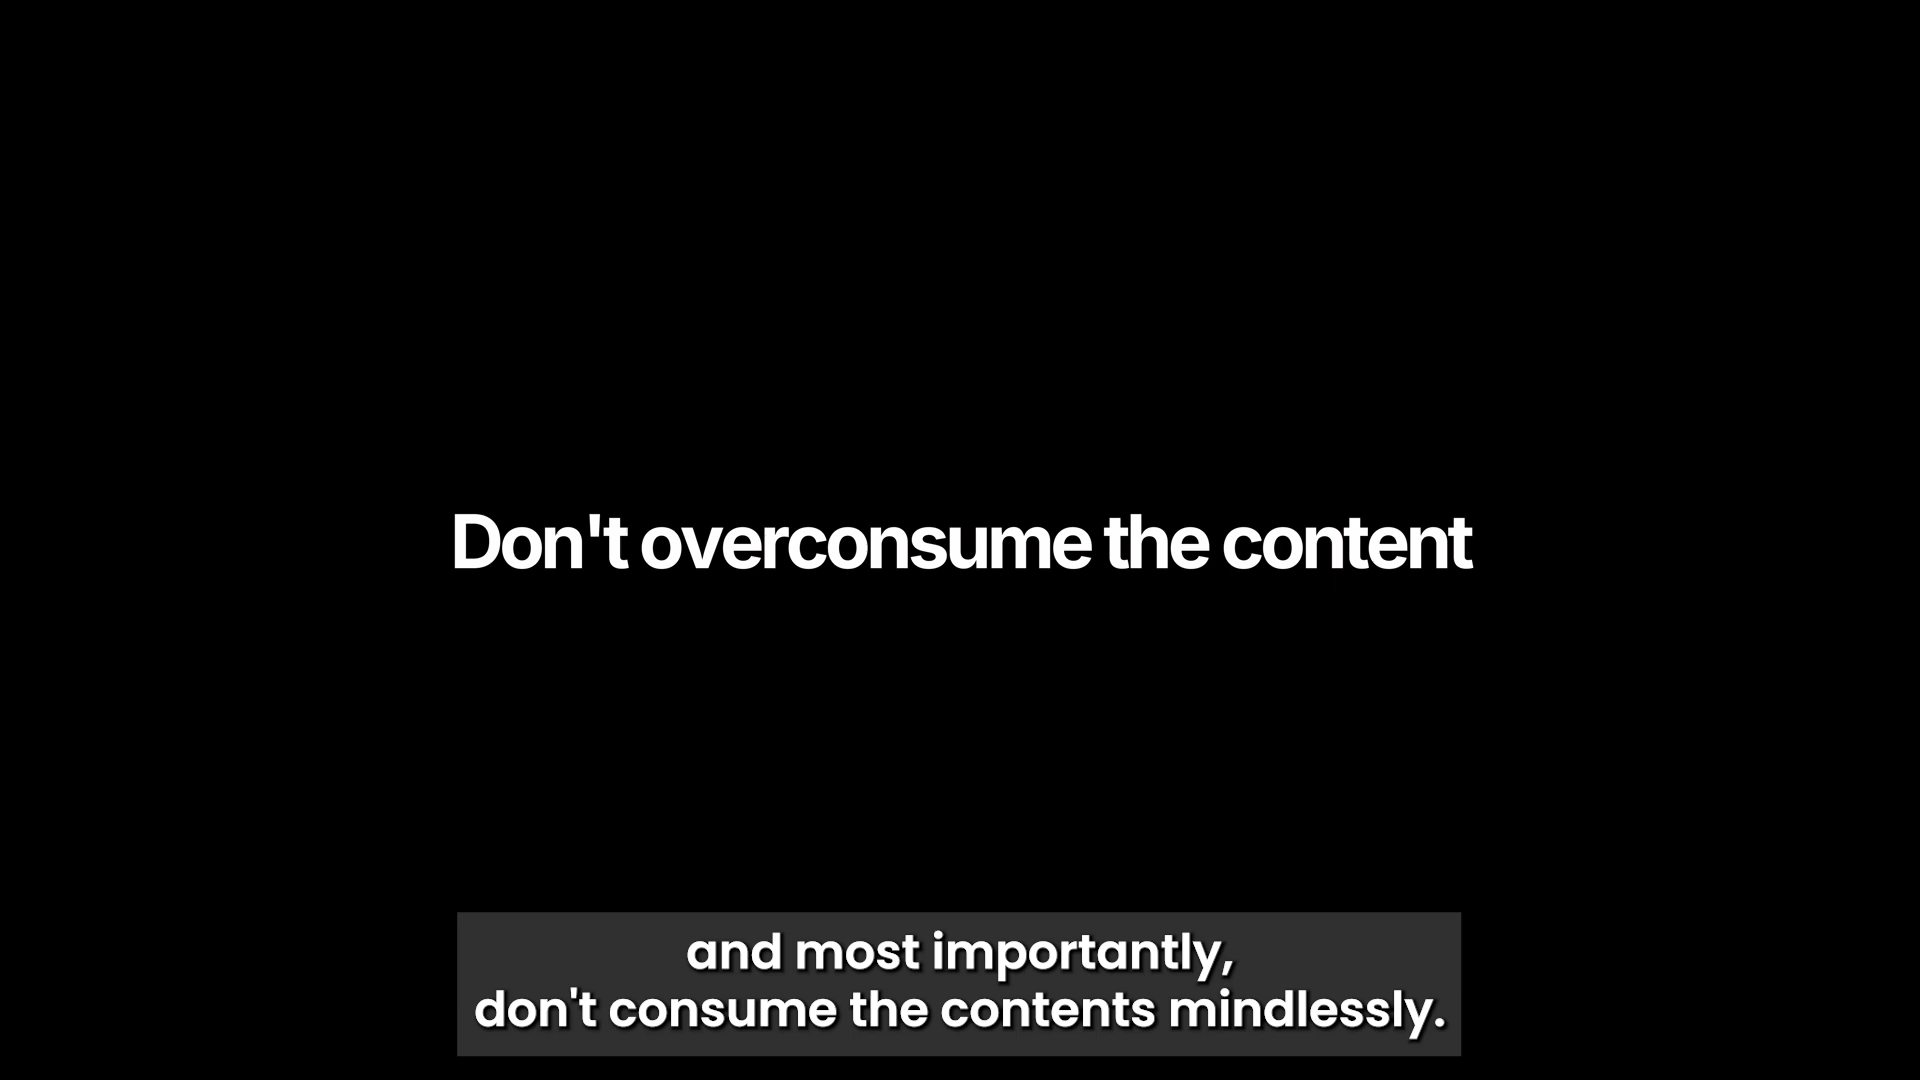 Don't overconsume the content
and most importantly,
don't consume the contents mindlessly.